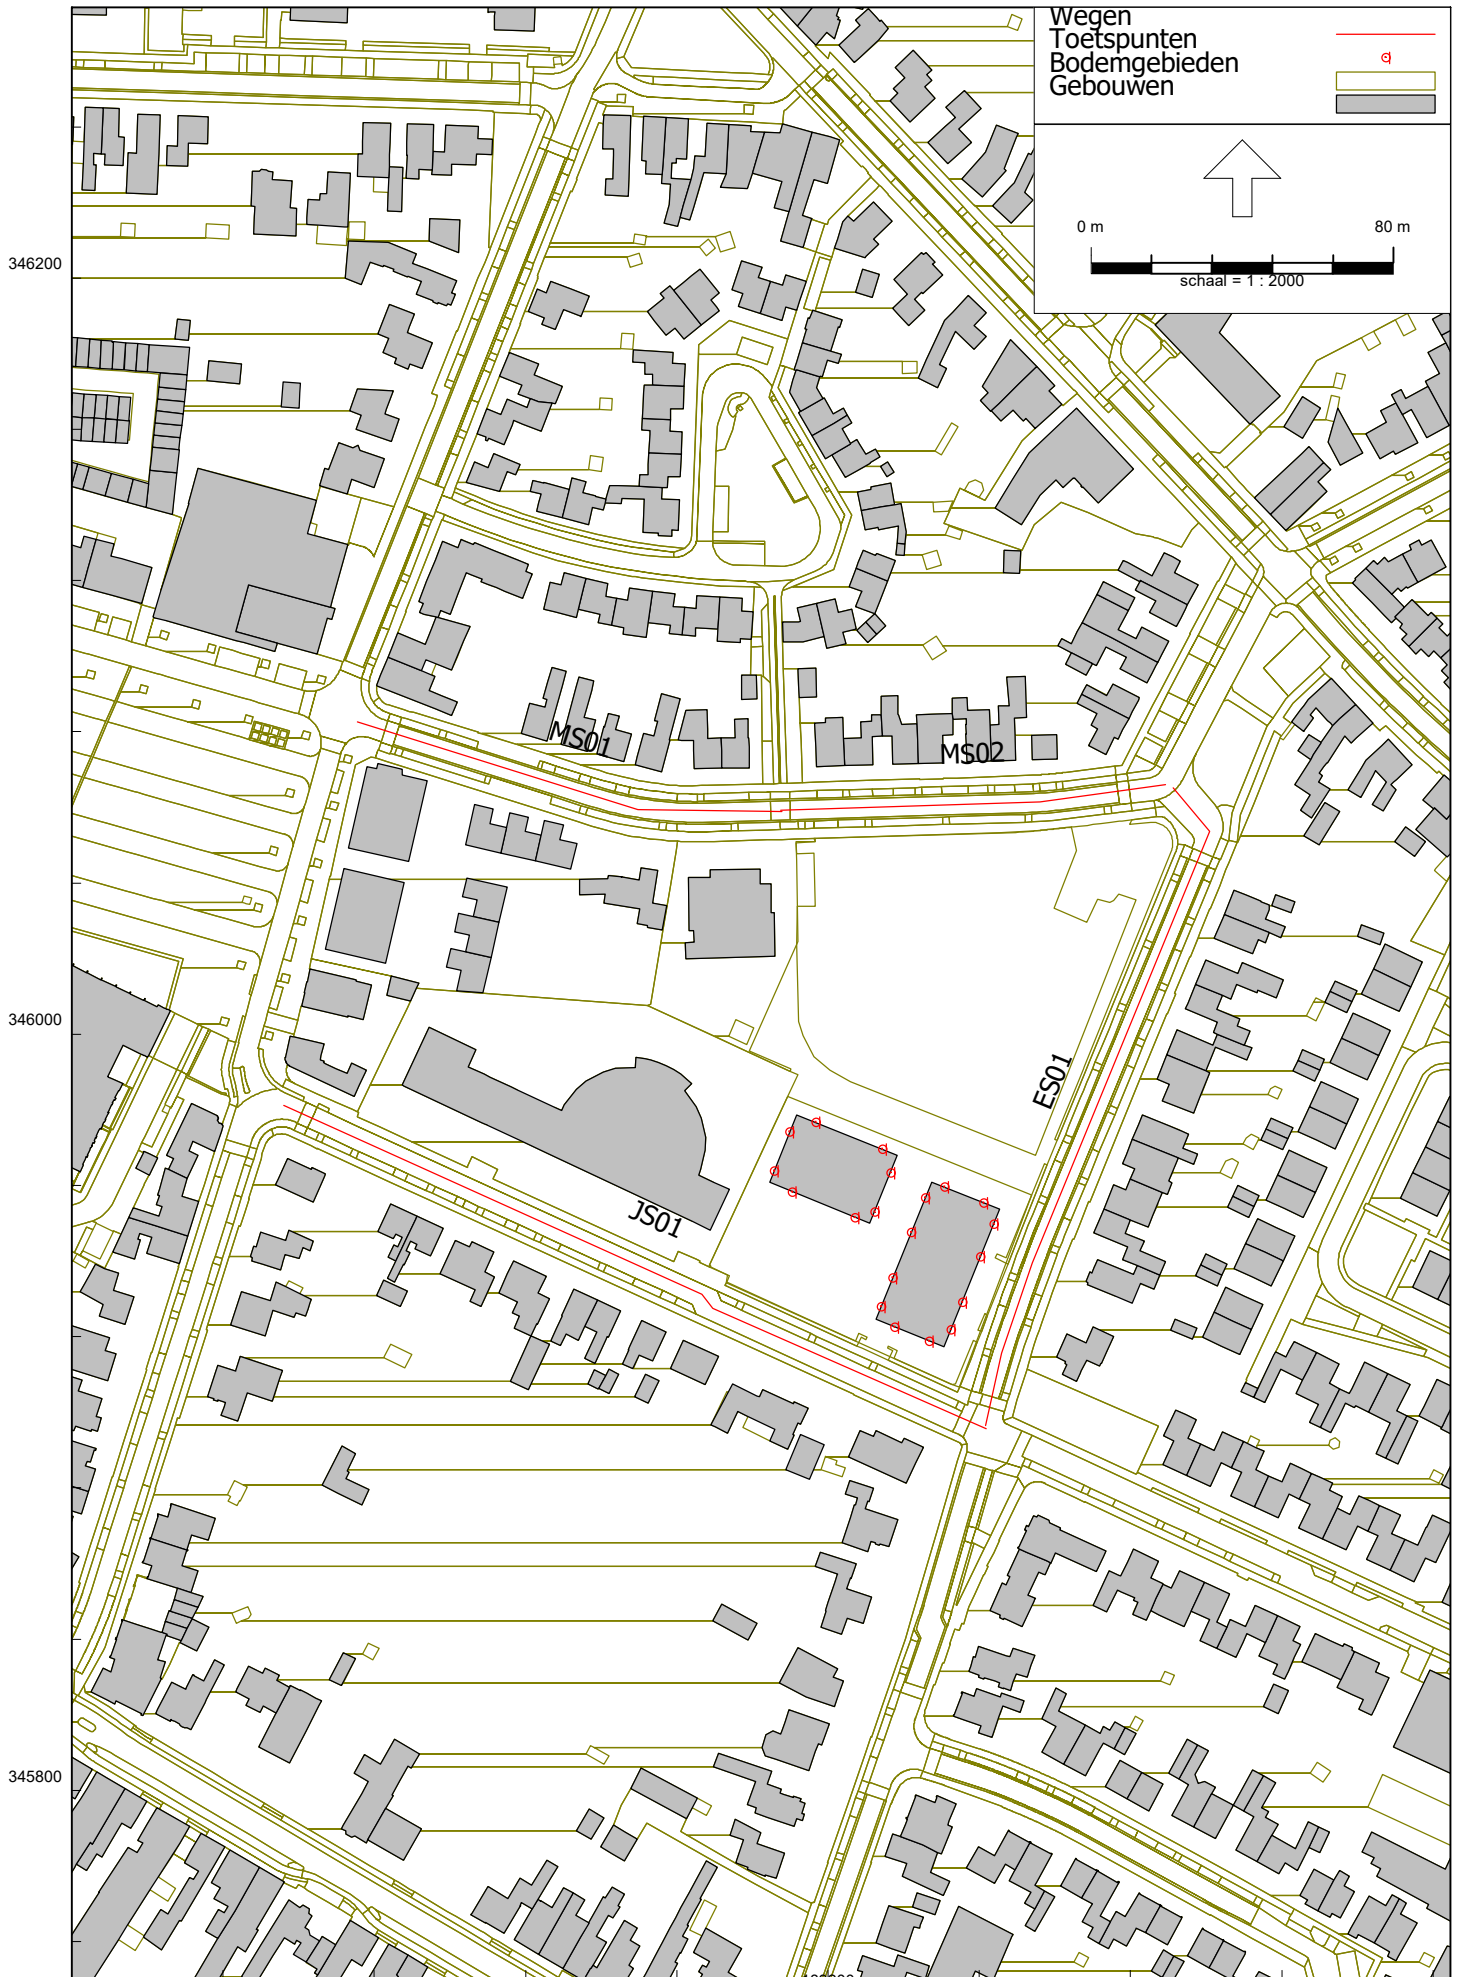 Wegen
Toetspunten
Bodemgebieden
Gebouwen
0 m 80 m
schaal = 1 : 2000
346200
MS01
MS02
346000
ES01
JS01
345800